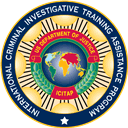 INTERNATIONAL CRIMINAL INVESTIGATIVE TRAINING ASSISTANCE PROGRAM
US DEPARTMENT OF JUSTICE
ICITAP